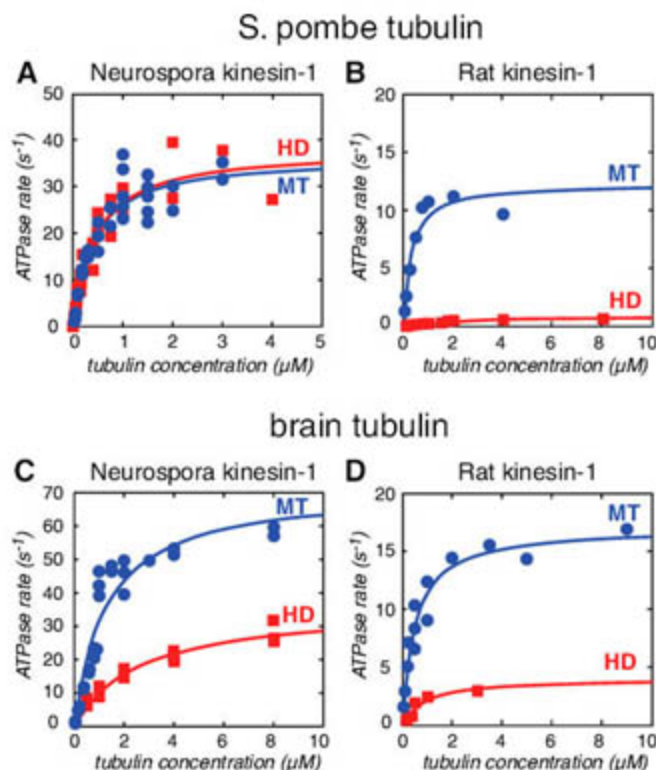 S. pombe tubulin
A Neurospora kinesin-1
ATPase rate (s⁻¹)
50
40
30
20
10
0
HD
MT
0 1 2 3 4 5
tubulin concentration (µM)
B Rat kinesin-1
ATPase rate (s⁻¹)
20
15
10
5
0
MT
HD
0 2 4 6 8 10
tubulin concentration (µM)
brain tubulin
C Neurospora kinesin-1
ATPase rate (s⁻¹)
70
60
50
40
30
20
10
0
MT
HD
0 2 4 6 8 10
tubulin concentration (µM)
D Rat kinesin-1
ATPase rate (s⁻¹)
20
15
10
5
0
MT
HD
0 2 4 6 8 10
tubulin concentration (µM)